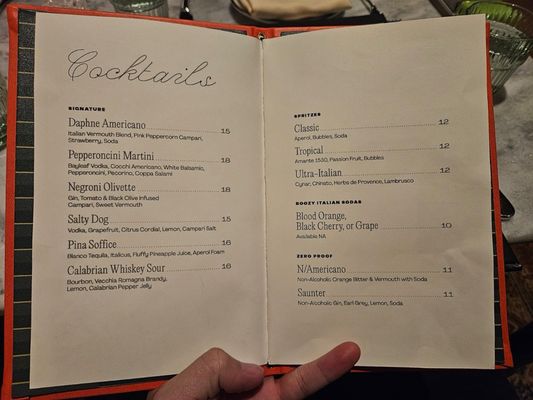 Cocktails
SIGNATURE
Daphne Americano 15
Italian Vermouth Blend, Pink Peppercorn Campari,
Strawberry, Soda
Pepperoncini Martini 18
Bayleaf Vodka, Cocchi Americano, White Balsamic,
Pepperoncini, Pecorino, Coppa Salami
Negroni Olivette 18
Gin, Tomato & Black Olive Infused
Campari, Sweet Vermouth
Salty Dog 15
Vodka, Grapefruit, Citrus Cordial, Lemon, Campari Salt
Pina Soffice 16
Blanco Tequila, Italicus, Fluffy Pineapple Juice, Aperol Foam
Calabrian Whiskey Sour 16
Bourbon, Vecchia Romagna Brandy,
Lemon, Calabrian Pepper Jelly
SPRITZES
Classic 12
Aperol, Bubbles, Soda
Tropical 12
Amante 1530, Passion Fruit, Bubbles
Ultra-Italian 12
Cynar, Chinato, Herbs de Provence, Lambrusco
BOOZY ITALIAN SODAS
Blood Orange,
Black Cherry, or Grape 10
Available NA
ZERO PROOF
N/Americano 11
Non-Alcoholic Orange Bitter & Vermouth with Soda
Saunter 11
Non-Alcoholic Gin, Earl Grey, Lemon, Soda